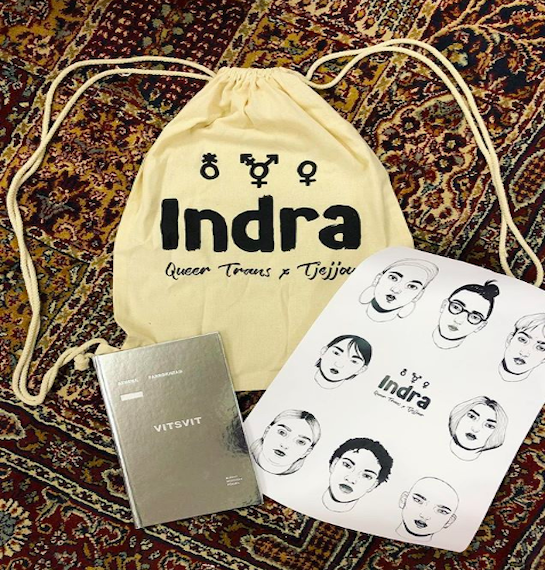 Indra
Queer Trans x Tjejjour
VITSVIT
Indra
Queer Trans x Tjejjour